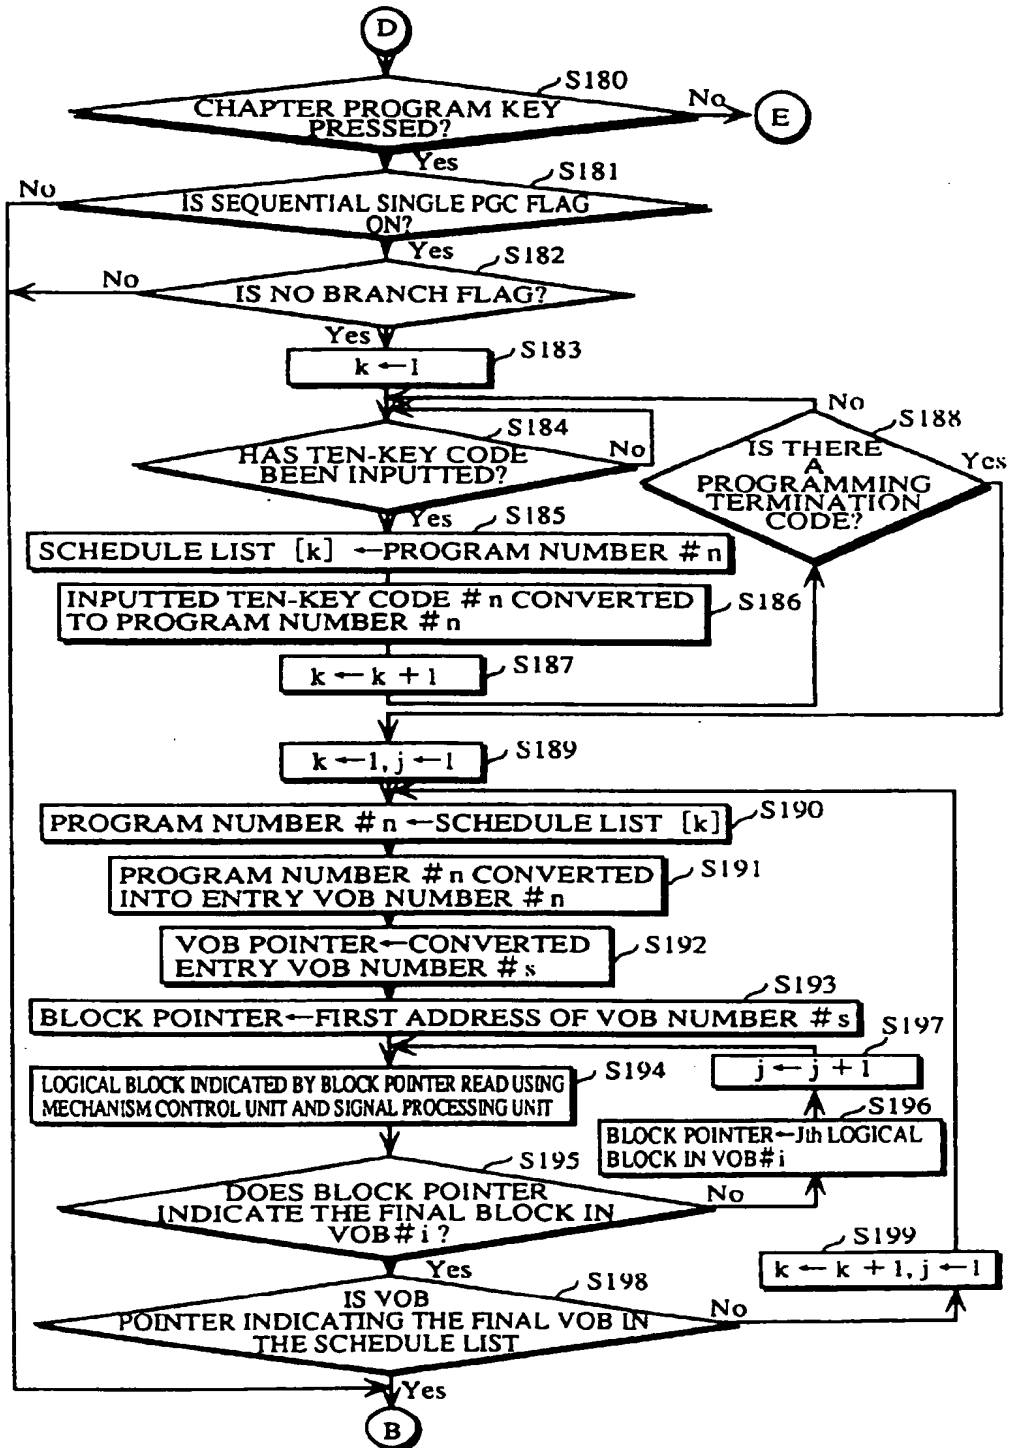 D
S180
CHAPTER PROGRAM KEY
PRESSED?
No
E
Yes
S181
No
IS SEQUENTIAL SINGLE PGC FLAG
ON?
Yes
S182
No
IS NO BRANCH FLAG?
Yes
S183
k ← 1
No
S188
S184
HAS TEN-KEY CODE
BEEN INPUTTED?
No
IS THERE
A
PROGRAMMING
TERMINATION
CODE?
Yes
Yes
S185
SCHEDULE LIST [k] ← PROGRAM NUMBER #n
INPUTTED TEN-KEY CODE #n CONVERTED
TO PROGRAM NUMBER #n
S186
S187
k ← k + 1
S189
k ← 1, j ← 1
S190
PROGRAM NUMBER #n ← SCHEDULE LIST [k]
S191
PROGRAM NUMBER #n CONVERTED
INTO ENTRY VOB NUMBER #n
S192
VOB POINTER ← CONVERTED
ENTRY VOB NUMBER #s
S193
BLOCK POINTER ← FIRST ADDRESS OF VOB NUMBER #s
S197
j ← j + 1
S194
LOGICAL BLOCK INDICATED BY BLOCK POINTER READ USING
MECHANISM CONTROL UNIT AND SIGNAL PROCESSING UNIT
S196
BLOCK POINTER ← Jth LOGICAL
BLOCK IN VOB#i
S195
DOES BLOCK POINTER
INDICATE THE FINAL BLOCK IN
VOB#i?
No
Yes
S199
k ← k + 1, j ← 1
S198
IS VOB
POINTER INDICATING THE FINAL VOB IN
THE SCHEDULE LIST
No
Yes
B